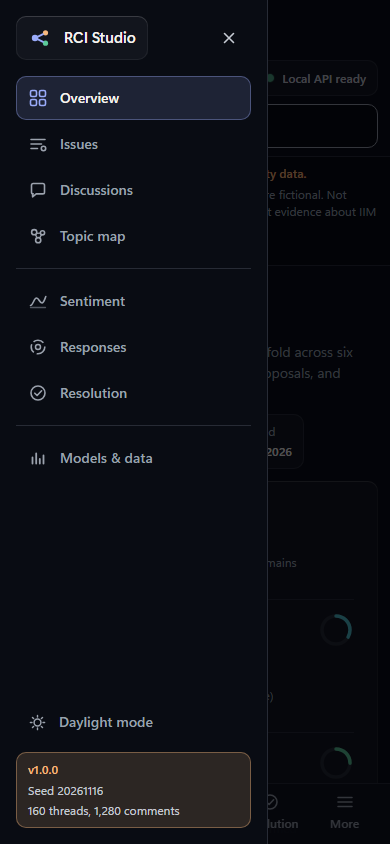 RCI Studio
Local API ready
Overview
ty data.
Issues
re fictional. Not
Discussions
t evidence about IIM
Topic map
Sentiment
Responses
fold across six
oposals, and
Resolution
d
2026
Models & data
mains
e)
Daylight mode
v1.0.0
Seed 20261116
160 threads, 1,280 comments
lution
More